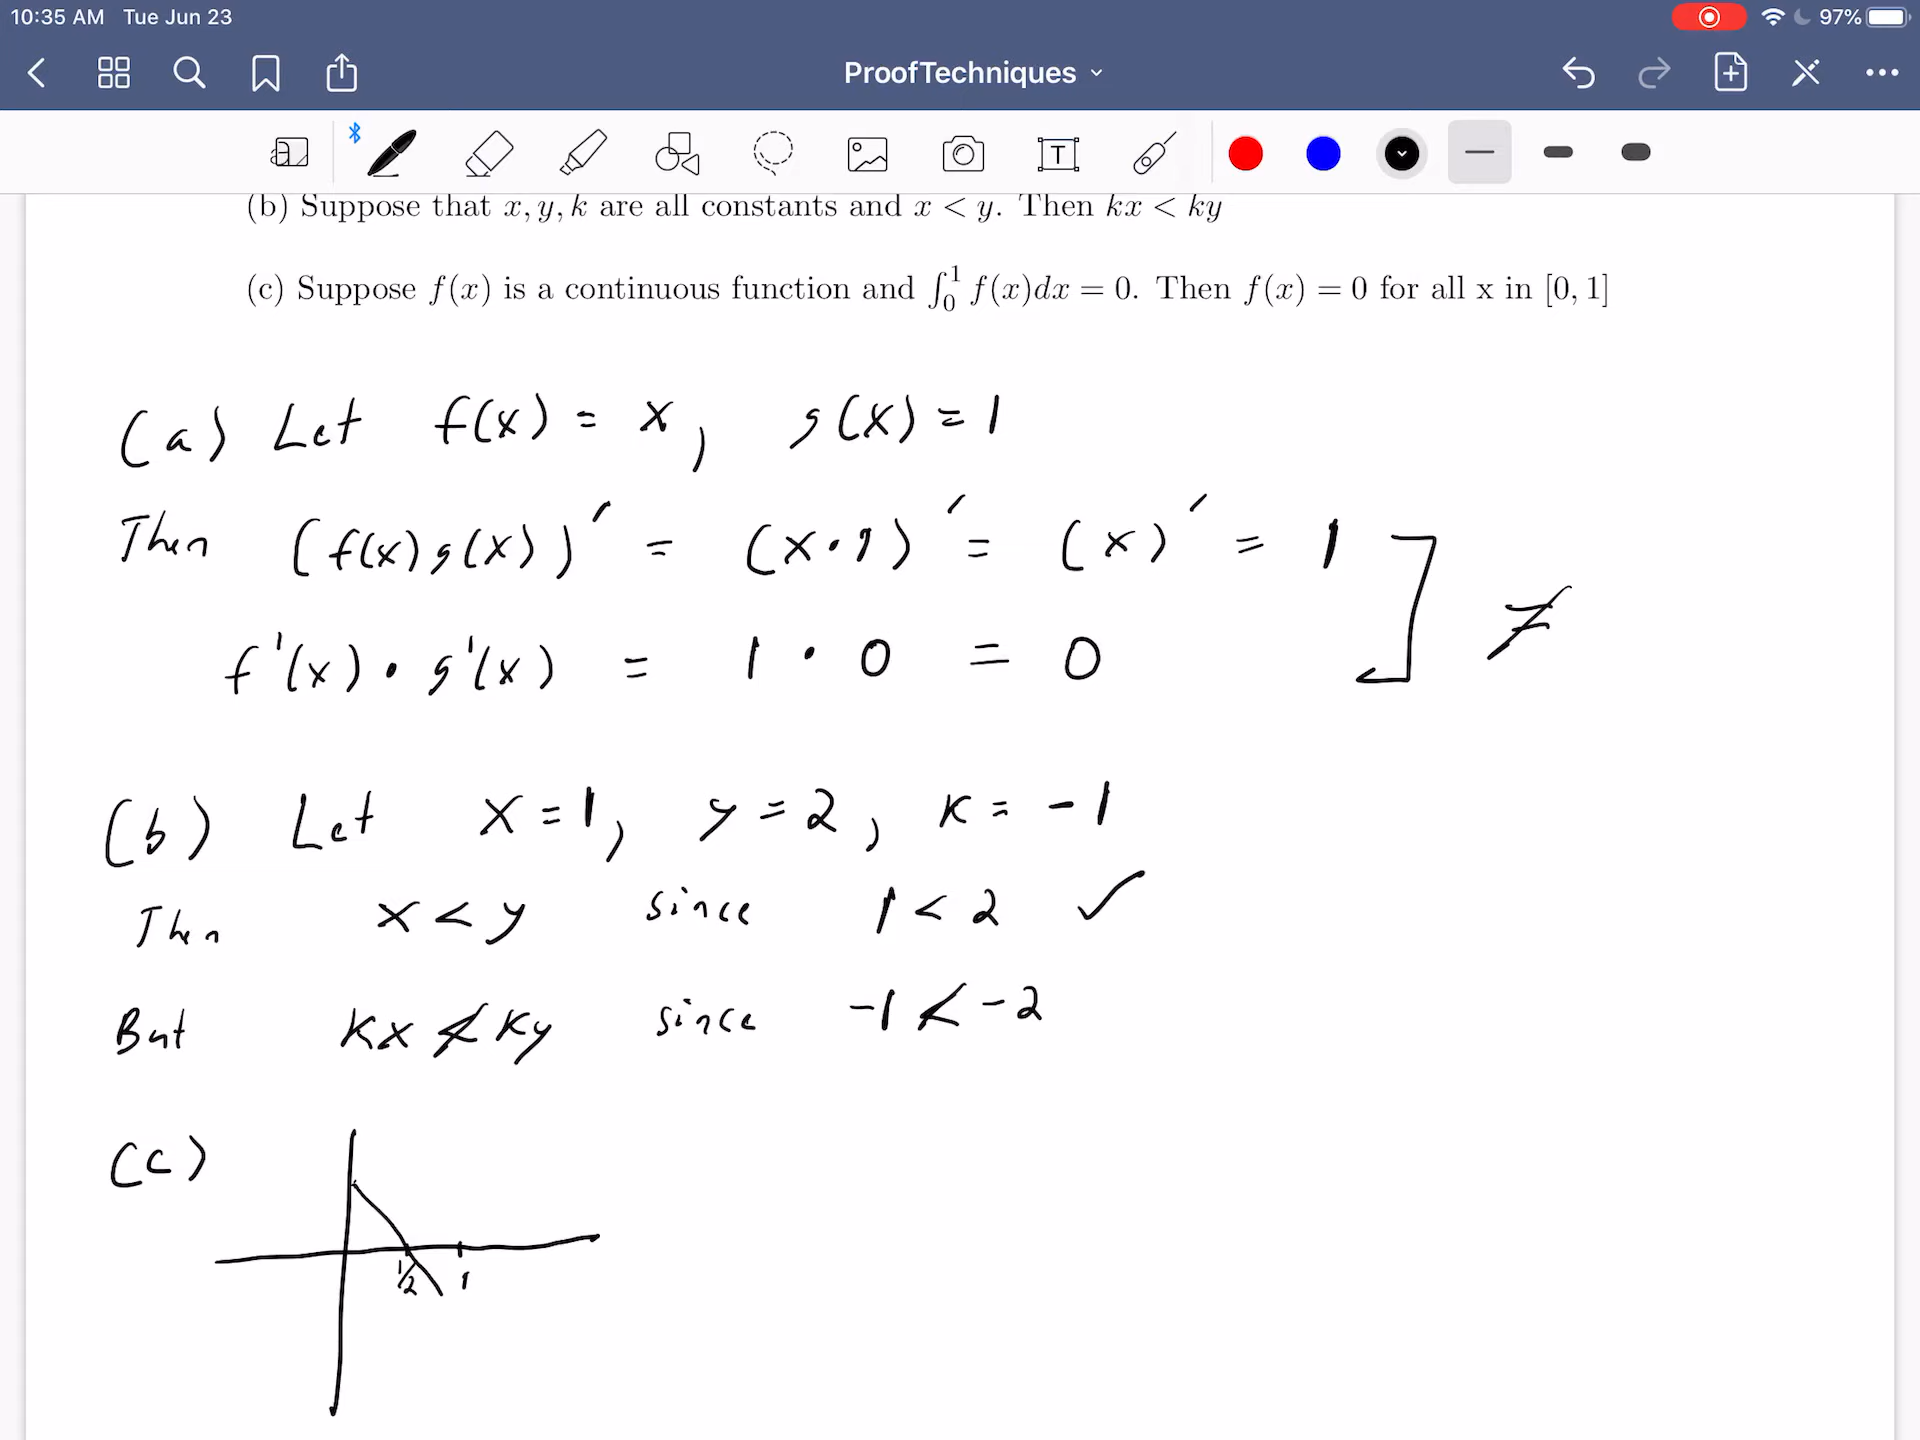 10:35 AM Tue Jun 23
97%
ProofTechniques
(b) Suppose that x, y, k are all constants and x < y. Then kx < ky
(c) Suppose f(x) is a continuous function and ∫₀¹ f(x)dx = 0. Then f(x) = 0 for all x in [0, 1]
(a) Let f(x) = x, g(x) = 1
Then (f(x)g(x))′ = (x·1)′ = (x)′ = 1
f'(x)·g'(x) = 1 · 0 = 0
≠
(b) Let x = 1, y = 2, k = -1
Then x < y since 1 < 2 ✓
But kx ≮ ky since -1 ≮ -2
(c)
1/2 1